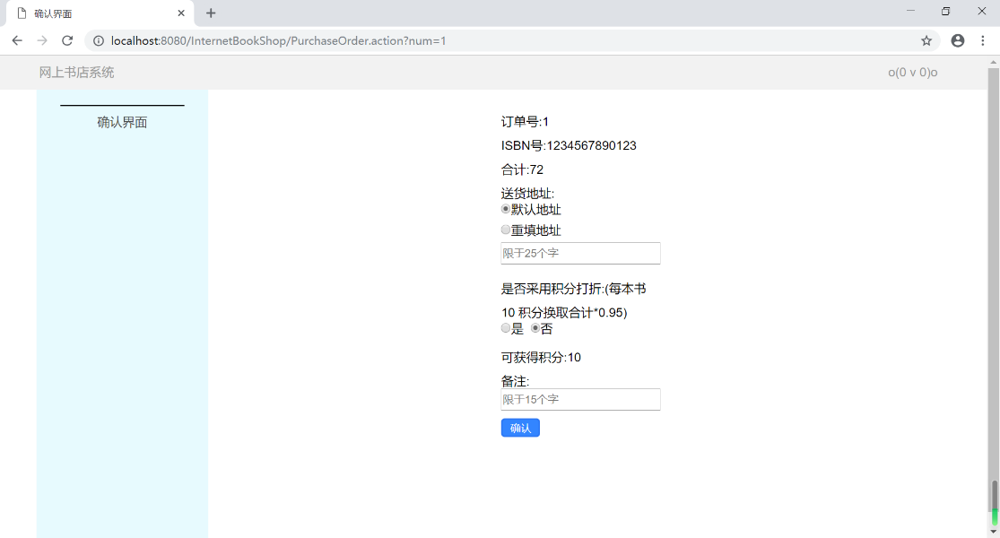 确认界面
localhost:8080/InternetBookShop/PurchaseOrder.action?num=1
网上书店系统
o(0 v 0)o
确认界面
订单号:1
ISBN号:1234567890123
合计:72
送货地址:
默认地址
重填地址
限于25个字
是否采用积分打折:(每本书
10 积分换取合计*0.95)
是 否
可获得积分:10
备注:
限于15个字
确认